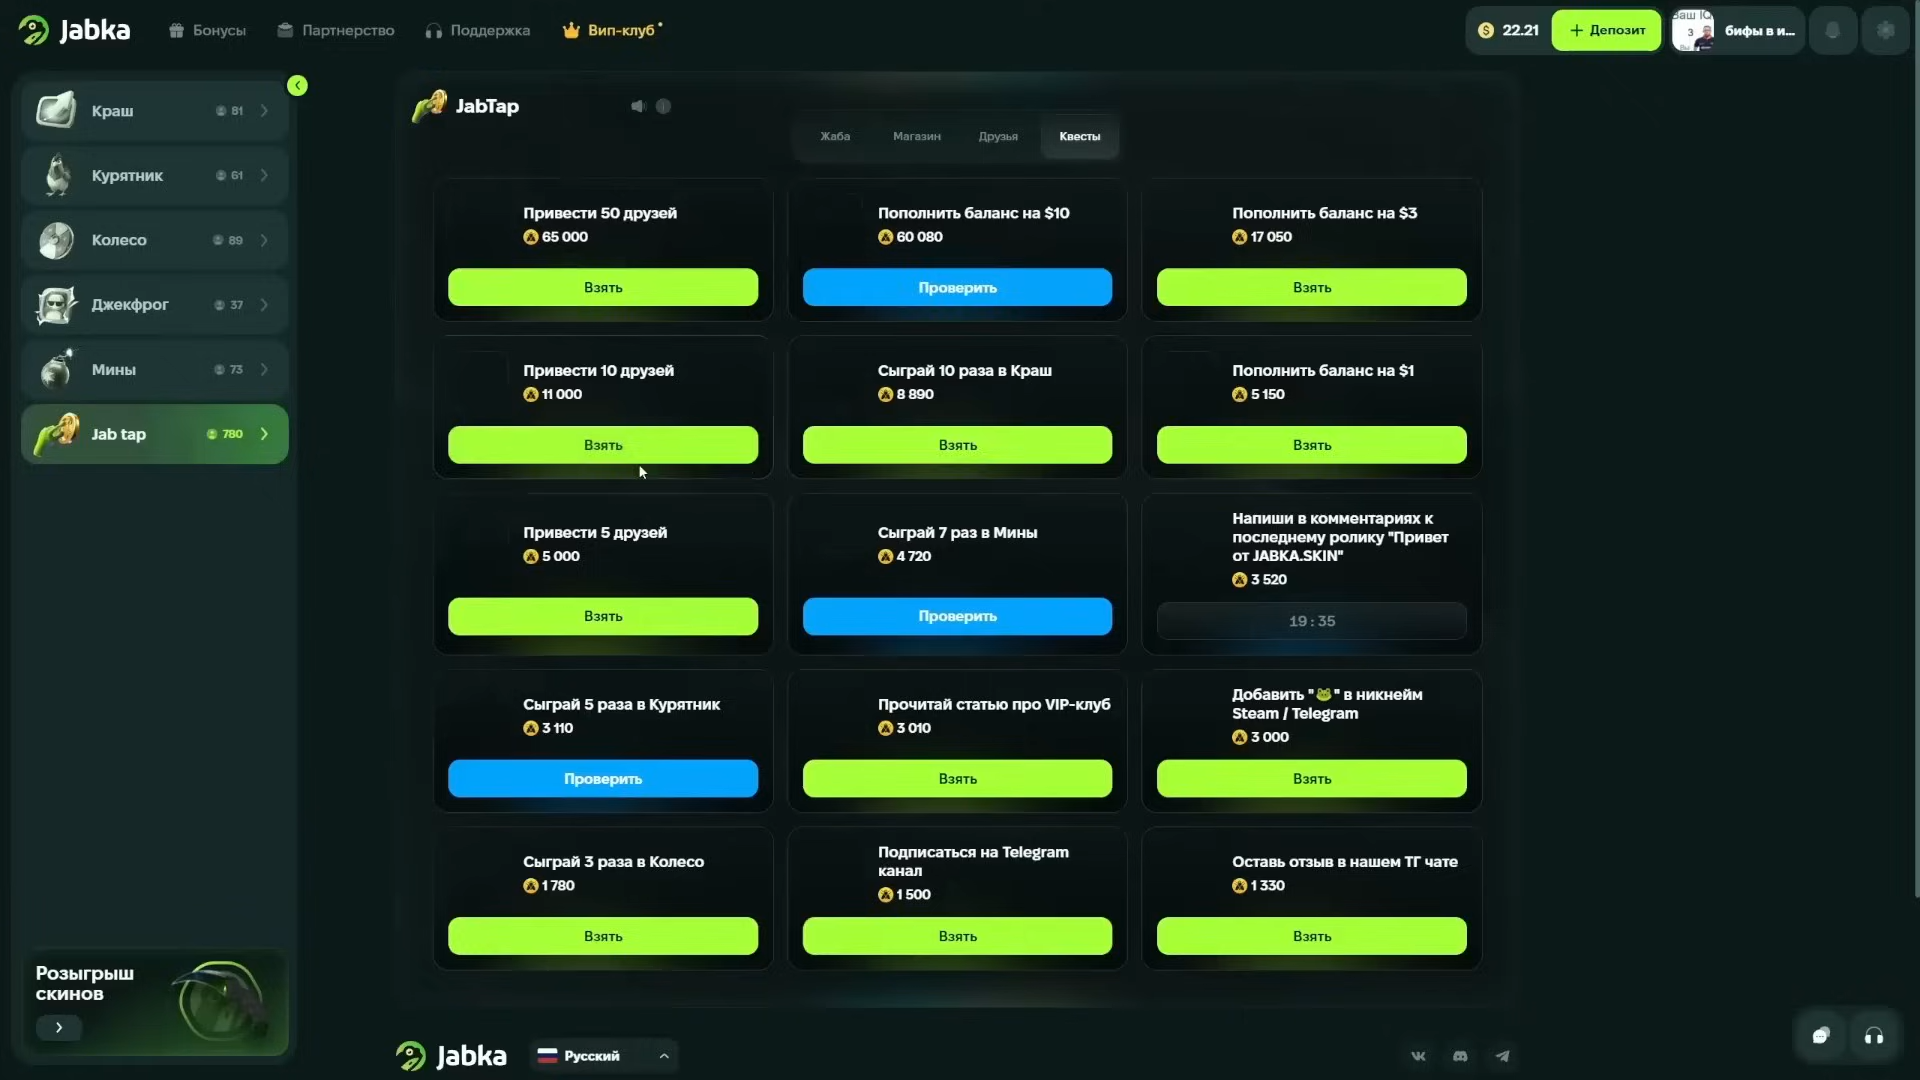 Jabka
Бонусы
Партнерство
Поддержка
Вип-клуб
22.21
+ Депозит
Ваш IQ
3
бифы в и...
Краш
81
Курятник
61
Колесо
89
Джекфрог
37
Мины
73
Jab tap
780
JabTap
Жаба
Магазин
Друзья
Квесты
Привести 50 друзей
65 000
Взять
Пополнить баланс на $10
60 080
Проверить
Пополнить баланс на $3
17 050
Взять
Привести 10 друзей
11 000
Взять
Сыграй 10 раза в Краш
8 890
Взять
Пополнить баланс на $1
5 150
Взять
Привести 5 друзей
5 000
Взять
Сыграй 7 раз в Мины
4 720
Проверить
Напиши в комментариях к
последнему ролику "Привет
от JABKA.SKIN"
3 520
19 : 35
Сыграй 5 раза в Курятник
3 110
Проверить
Прочитай статью про VIP-клуб
3 010
Взять
Добавить "🐸" в никнейм
Steam / Telegram
3 000
Взять
Сыграй 3 раза в Колесо
1 780
Взять
Подписаться на Telegram
канал
1 500
Взять
Оставь отзыв в нашем ТГ чате
1 330
Взять
Розыгрыш
скинов
Jabka
Русский